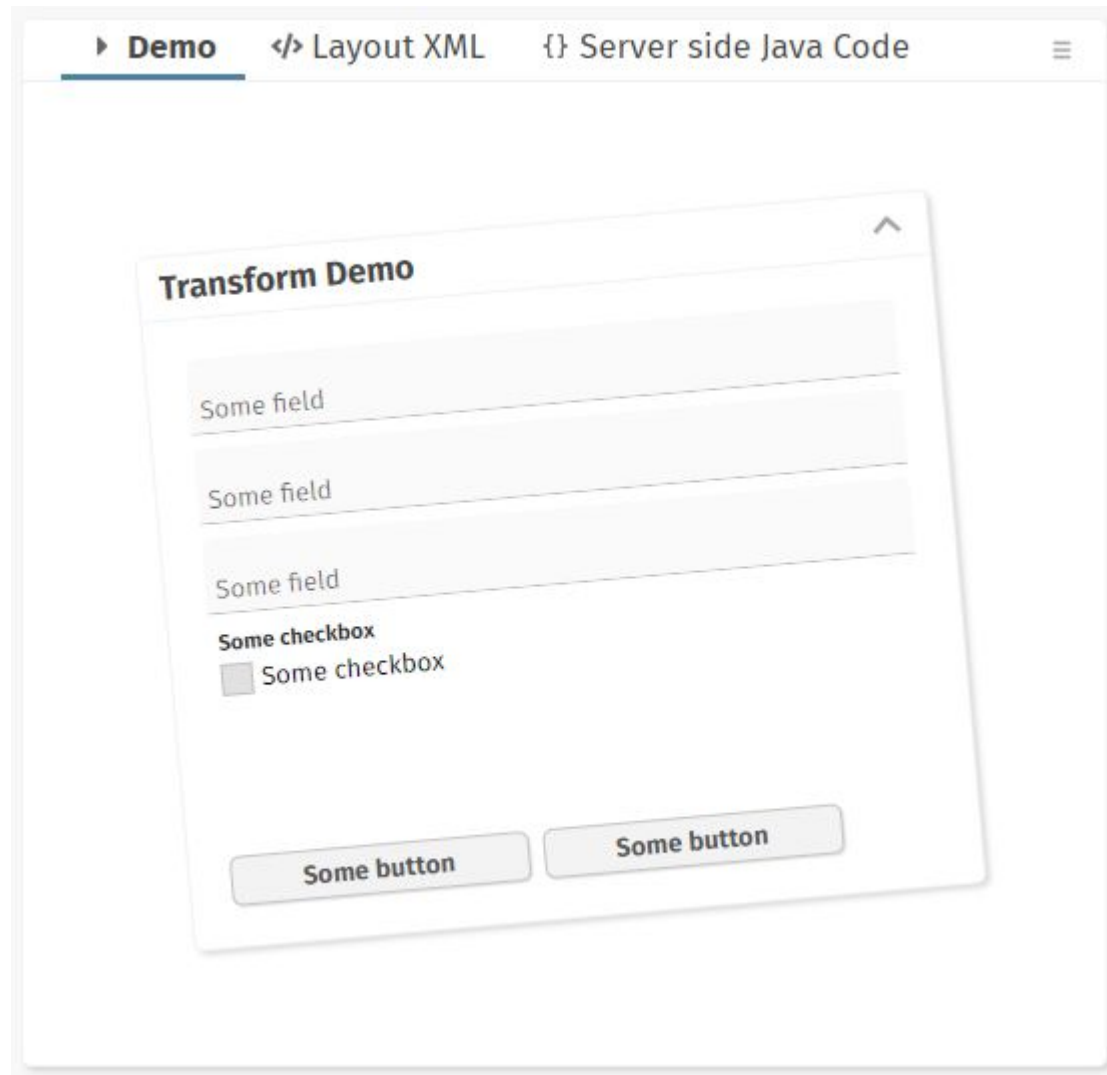 Demo </> Layout XML {} Server side Java Code
Transform Demo
Some field
Some field
Some field
Some checkbox
Some checkbox
Some button Some button